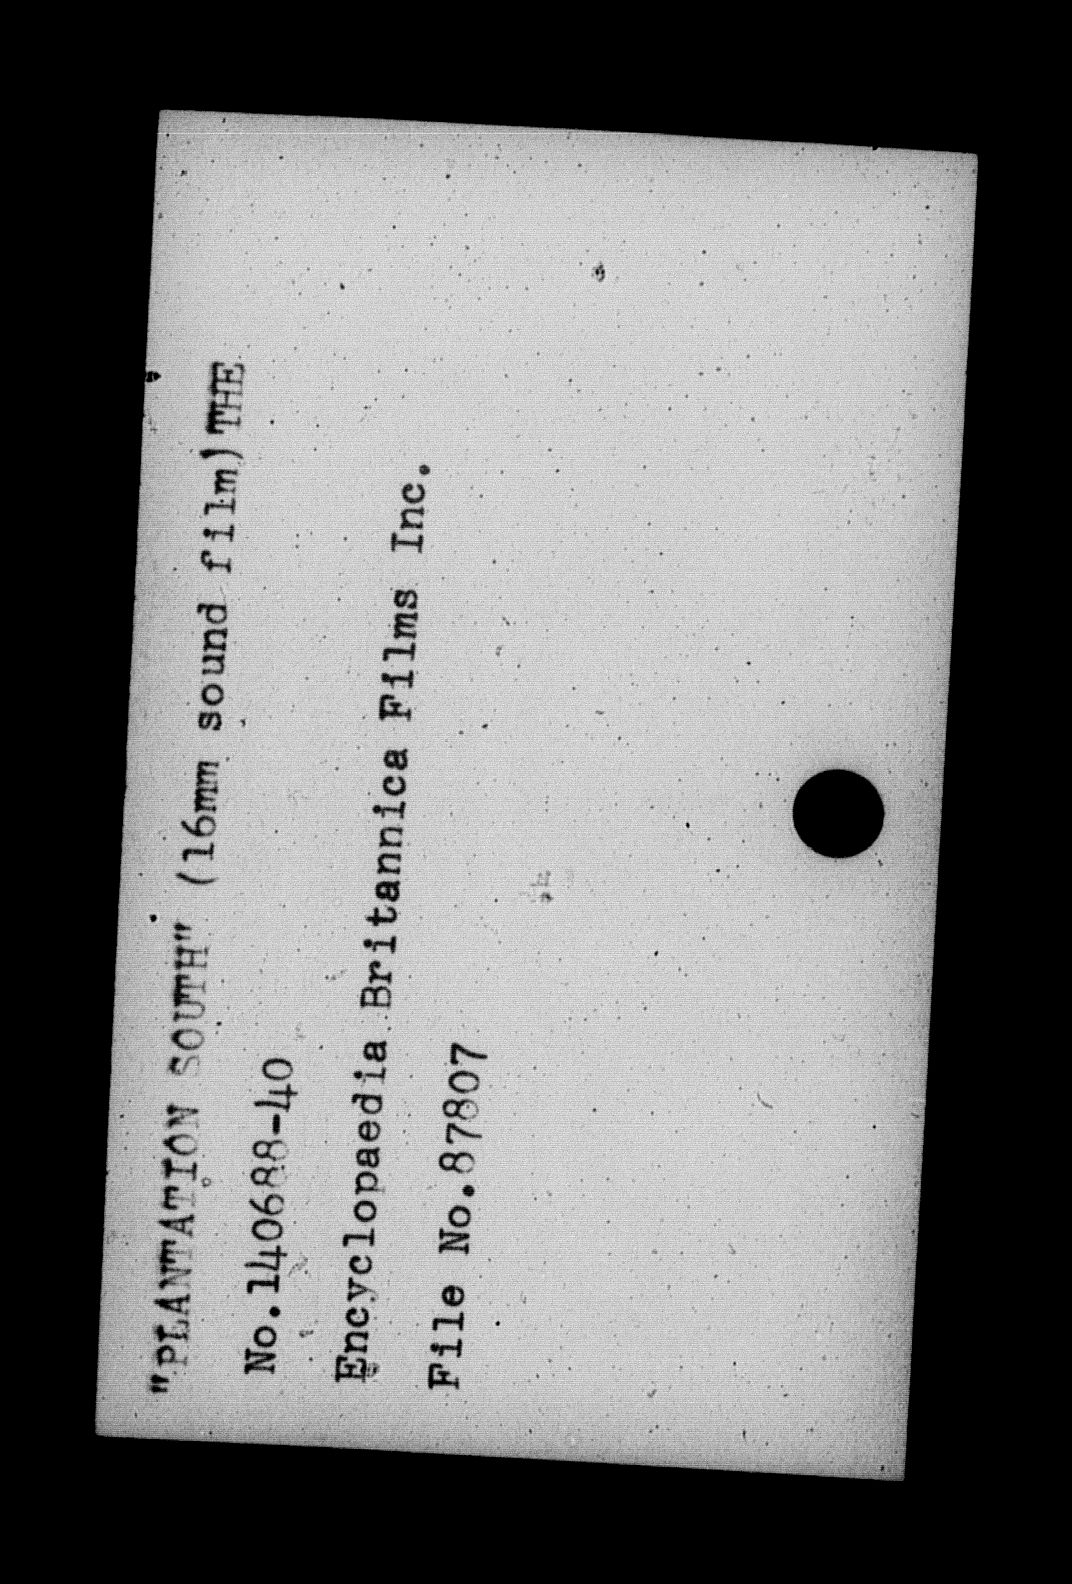 "PLANTATION SOUTH" (16mm sound film) THE
No.140688-40
Encyclopaedia Britannica Films Inc.
File No.87807